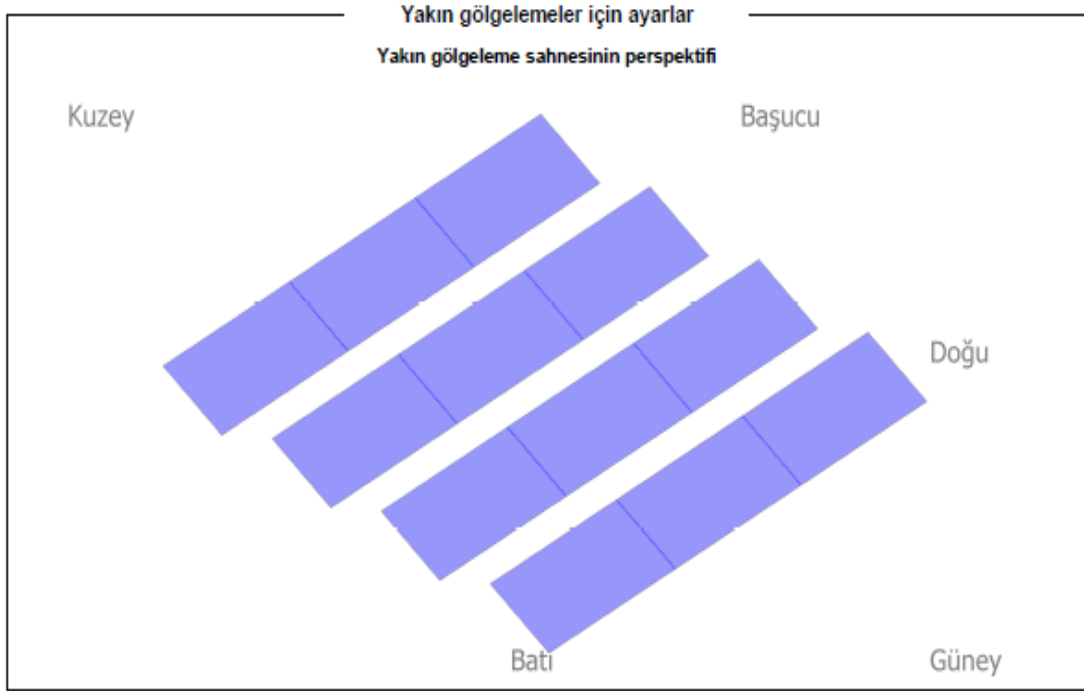 Yakın gölgelemeler için ayarlar
Yakın gölgeleme sahnesinin perspektifi
Kuzey
Başucu
Doğu
Batı
Güney